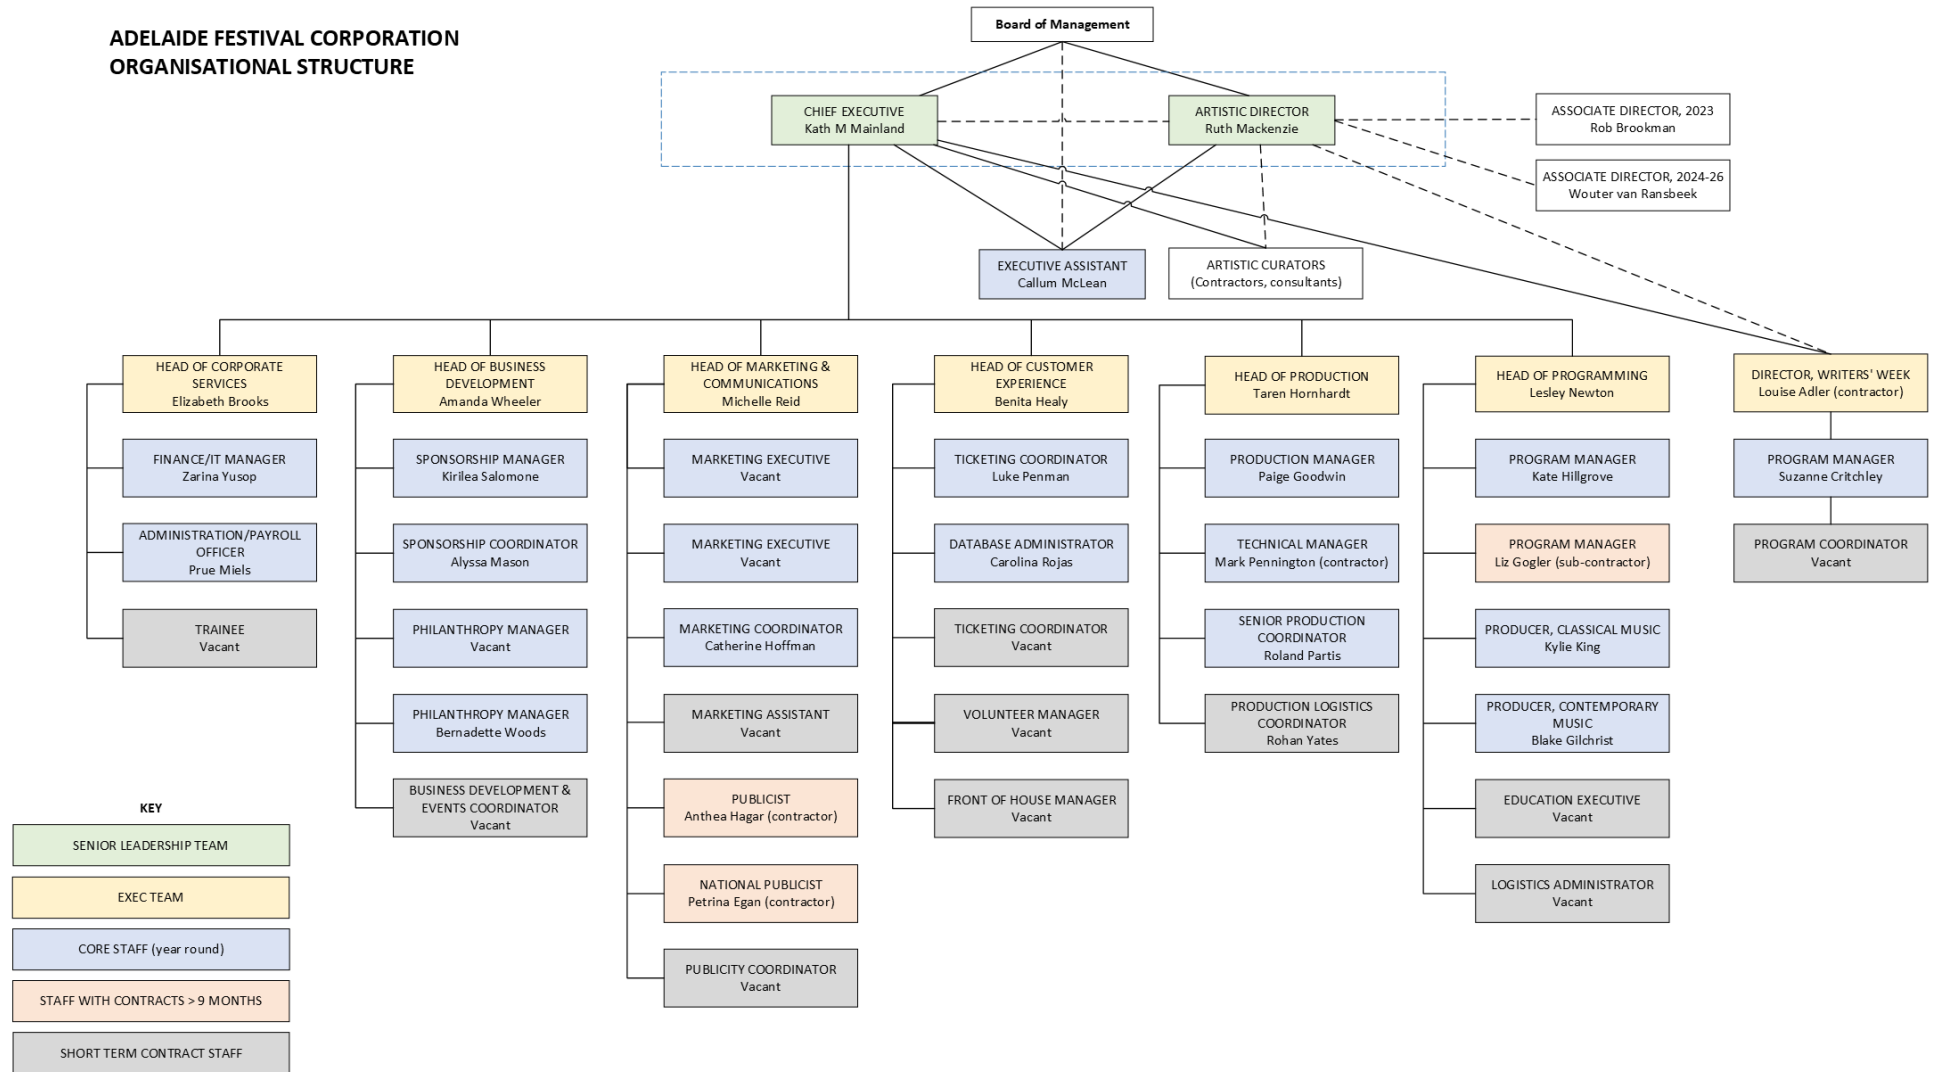 ADELAIDE FESTIVAL CORPORATION
ORGANISATIONAL STRUCTURE
Board of Management
CHIEF EXECUTIVE
Kath M Mainland
ARTISTIC DIRECTOR
Ruth Mackenzie
ASSOCIATE DIRECTOR, 2023
Rob Brookman
ASSOCIATE DIRECTOR, 2024-26
Wouter van Ransbeek
EXECUTIVE ASSISTANT
Callum McLean
ARTISTIC CURATORS
(Contractors, consultants)
HEAD OF CORPORATE
SERVICES
Elizabeth Brooks
FINANCE/IT MANAGER
Zarina Yusop
ADMINISTRATION/PAYROLL
OFFICER
Prue Miels
TRAINEE
Vacant
HEAD OF BUSINESS
DEVELOPMENT
Amanda Wheeler
SPONSORSHIP MANAGER
Kirilea Salomone
SPONSORSHIP COORDINATOR
Alyssa Mason
PHILANTHROPY MANAGER
Vacant
PHILANTHROPY MANAGER
Bernadette Woods
BUSINESS DEVELOPMENT &
EVENTS COORDINATOR
Vacant
HEAD OF MARKETING &
COMMUNICATIONS
Michelle Reid
MARKETING EXECUTIVE
Vacant
MARKETING EXECUTIVE
Vacant
MARKETING COORDINATOR
Catherine Hoffman
MARKETING ASSISTANT
Vacant
PUBLICIST
Anthea Hagar (contractor)
NATIONAL PUBLICIST
Petrina Egan (contractor)
PUBLICITY COORDINATOR
Vacant
HEAD OF CUSTOMER
EXPERIENCE
Benita Healy
TICKETING COORDINATOR
Luke Penman
DATABASE ADMINISTRATOR
Carolina Rojas
TICKETING COORDINATOR
Vacant
VOLUNTEER MANAGER
Vacant
FRONT OF HOUSE MANAGER
Vacant
HEAD OF PRODUCTION
Taren Hornhardt
PRODUCTION MANAGER
Paige Goodwin
TECHNICAL MANAGER
Mark Pennington (contractor)
SENIOR PRODUCTION
COORDINATOR
Roland Partis
PRODUCTION LOGISTICS
COORDINATOR
Rohan Yates
HEAD OF PROGRAMMING
Lesley Newton
PROGRAM MANAGER
Kate Hillgrove
PROGRAM MANAGER
Liz Gogler (sub-contractor)
PRODUCER, CLASSICAL MUSIC
Kylie King
PRODUCER, CONTEMPORARY
MUSIC
Blake Gilchrist
EDUCATION EXECUTIVE
Vacant
LOGISTICS ADMINISTRATOR
Vacant
DIRECTOR, WRITERS' WEEK
Louise Adler (contractor)
PROGRAM MANAGER
Suzanne Critchley
PROGRAM COORDINATOR
Vacant
KEY
SENIOR LEADERSHIP TEAM
EXEC TEAM
CORE STAFF (year round)
STAFF WITH CONTRACTS > 9 MONTHS
SHORT TERM CONTRACT STAFF